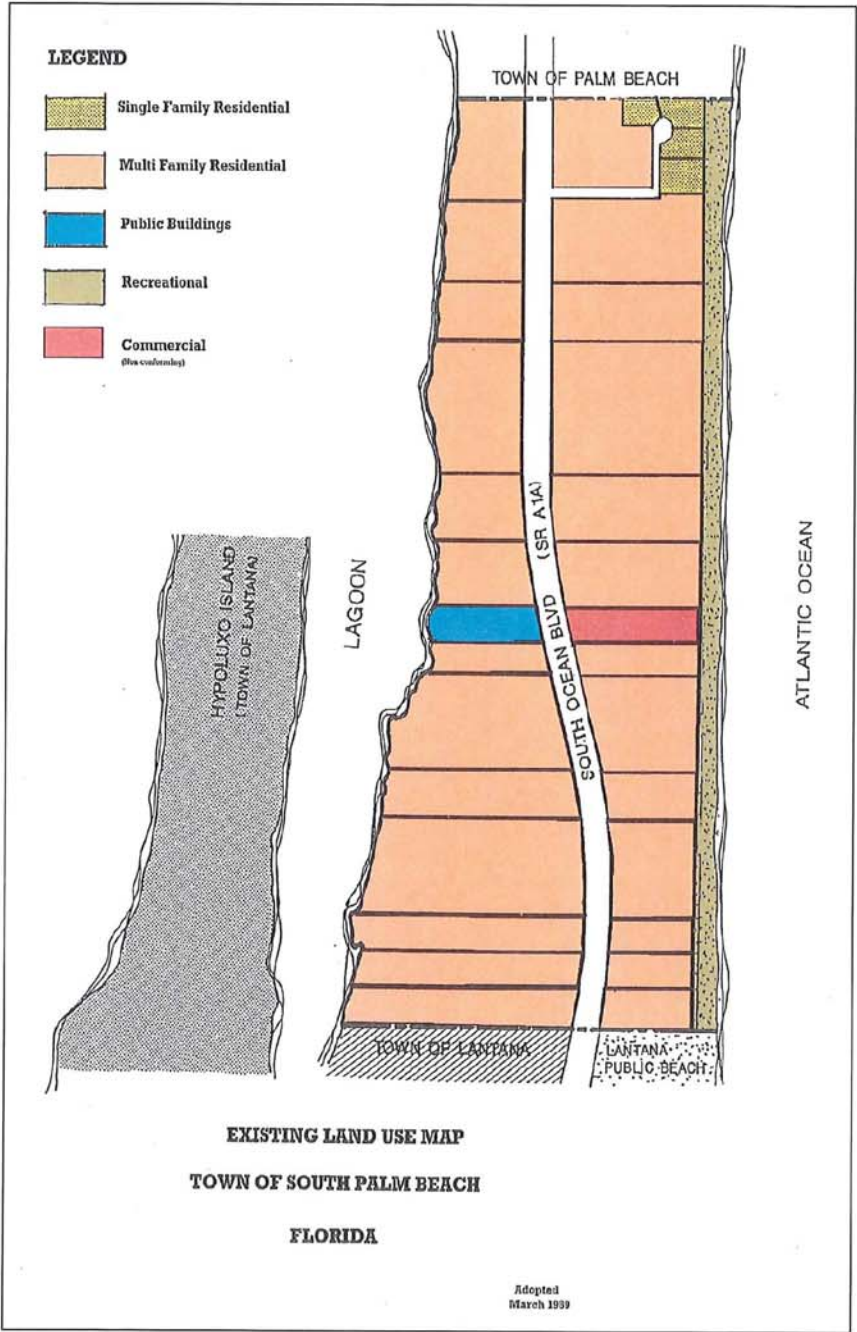 LEGEND
Single Family Residential
Multi Family Residential
Public Buildings
Recreational
Commercial
(Non conforming)
TOWN OF PALM BEACH
(SR A1A)
SOUTH OCEAN BLVD
ATLANTIC OCEAN
LAGOON
HYPOLUXO ISLAND
(TOWN OF LANTANA)
TOWN OF LANTANA
LANTANA
PUBLIC BEACH
EXISTING LAND USE MAP
TOWN OF SOUTH PALM BEACH
FLORIDA
Adopted
March 1989